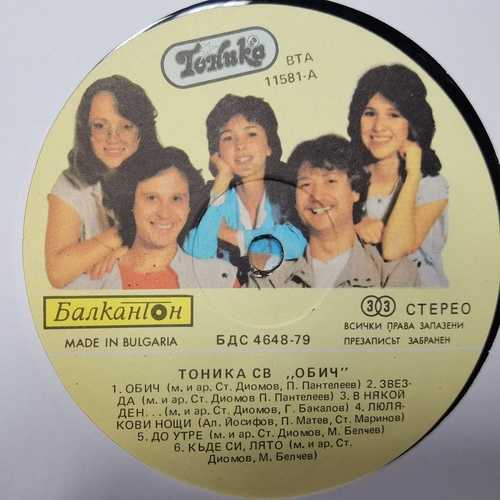 Тоника
ВТА
11581-А
Балкантон
MADE IN BULGARIA
БДС 4648-79
33 СТЕРЕО
ВСИЧКИ ПРАВА ЗАПАЗЕНИ
ПРЕЗАПИСЪТ ЗАБРАНЕН
ТОНИКА СВ „ОБИЧ"
1. ОБИЧ (м. и ар. Ст. Диомов, П. Пантелеев) 2. ЗВЕЗ-
ДА (м. и ар. Ст. Диомов П. Пантелеев) 3. В НЯКОЙ
ДЕН... (м. и ар. Ст. Диомов, Г. Бакалов) 4. ЛЮЛЯ-
КОВИ НОЩИ (Ал. Йосифов, П. Матев, Ст. Маринов)
5. ДО УТРЕ (м. и ар. Ст. Диомов, М. Белчев)
6. КЪДЕ СИ, ЛЯТО (м. и ар. Ст.
Диомов, М. Белчев)